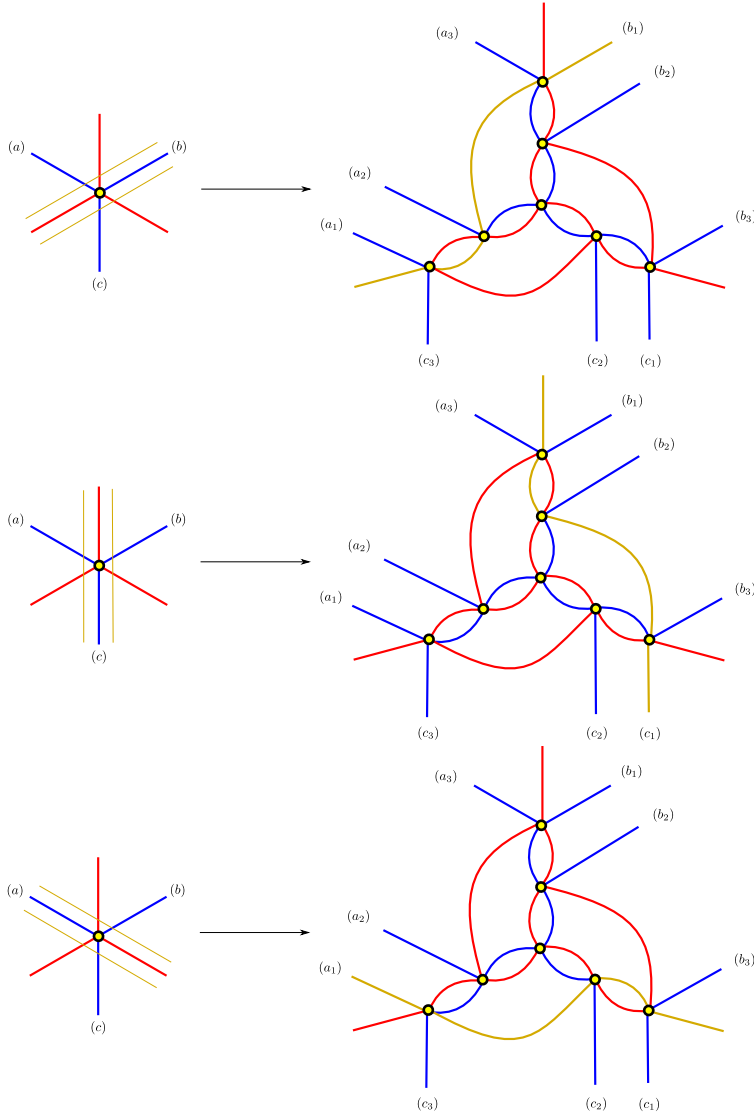 (a₃)
(b₁)
(b₂)
(a)
(b)
(a₂)
(a₁)
(b₃)
(c)
(c₃)
(c₂)
(c₁)
(a₃)
(b₁)
(b₂)
(a)
(b)
(a₂)
(a₁)
(b₃)
(c)
(c₃)
(c₂)
(c₁)
(a₃)
(b₁)
(b₂)
(a)
(b)
(a₂)
(a₁)
(b₃)
(c)
(c₃)
(c₂)
(c₁)